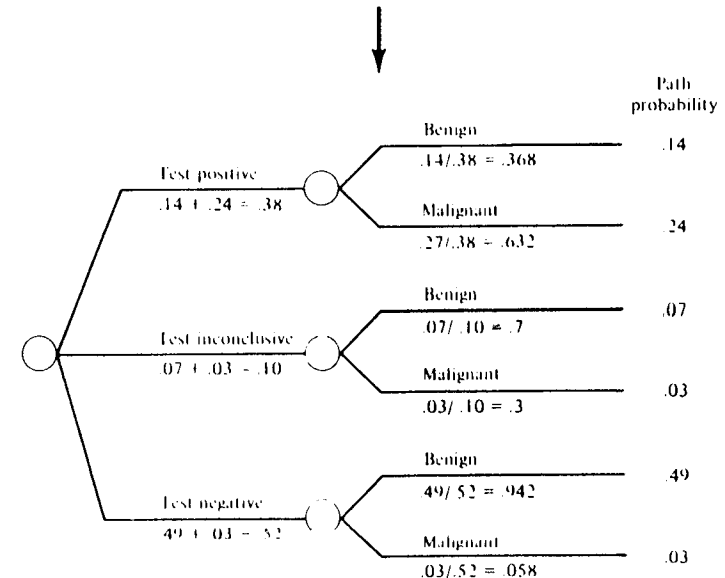 Path
probability
Benign
.14/.38 = .368
.14
Test positive
.14 + .24 = .38
Malignant
.27/.38 = .632
.24
Benign
.07/.10 = .7
.07
Test inconclusive
.07 + .03 = .10
Malignant
.03/.10 = .3
.03
Benign
.49/.52 = .942
.49
Test negative
.49 + .03 = .52
Malignant
.03/.52 = .058
.03